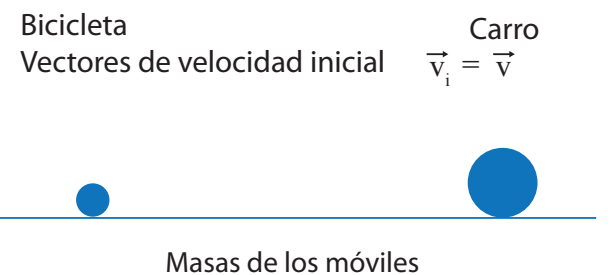 Bicicleta Carro
Vectores de velocidad inicial v⃗ᵢ = v⃗
Masas de los móviles